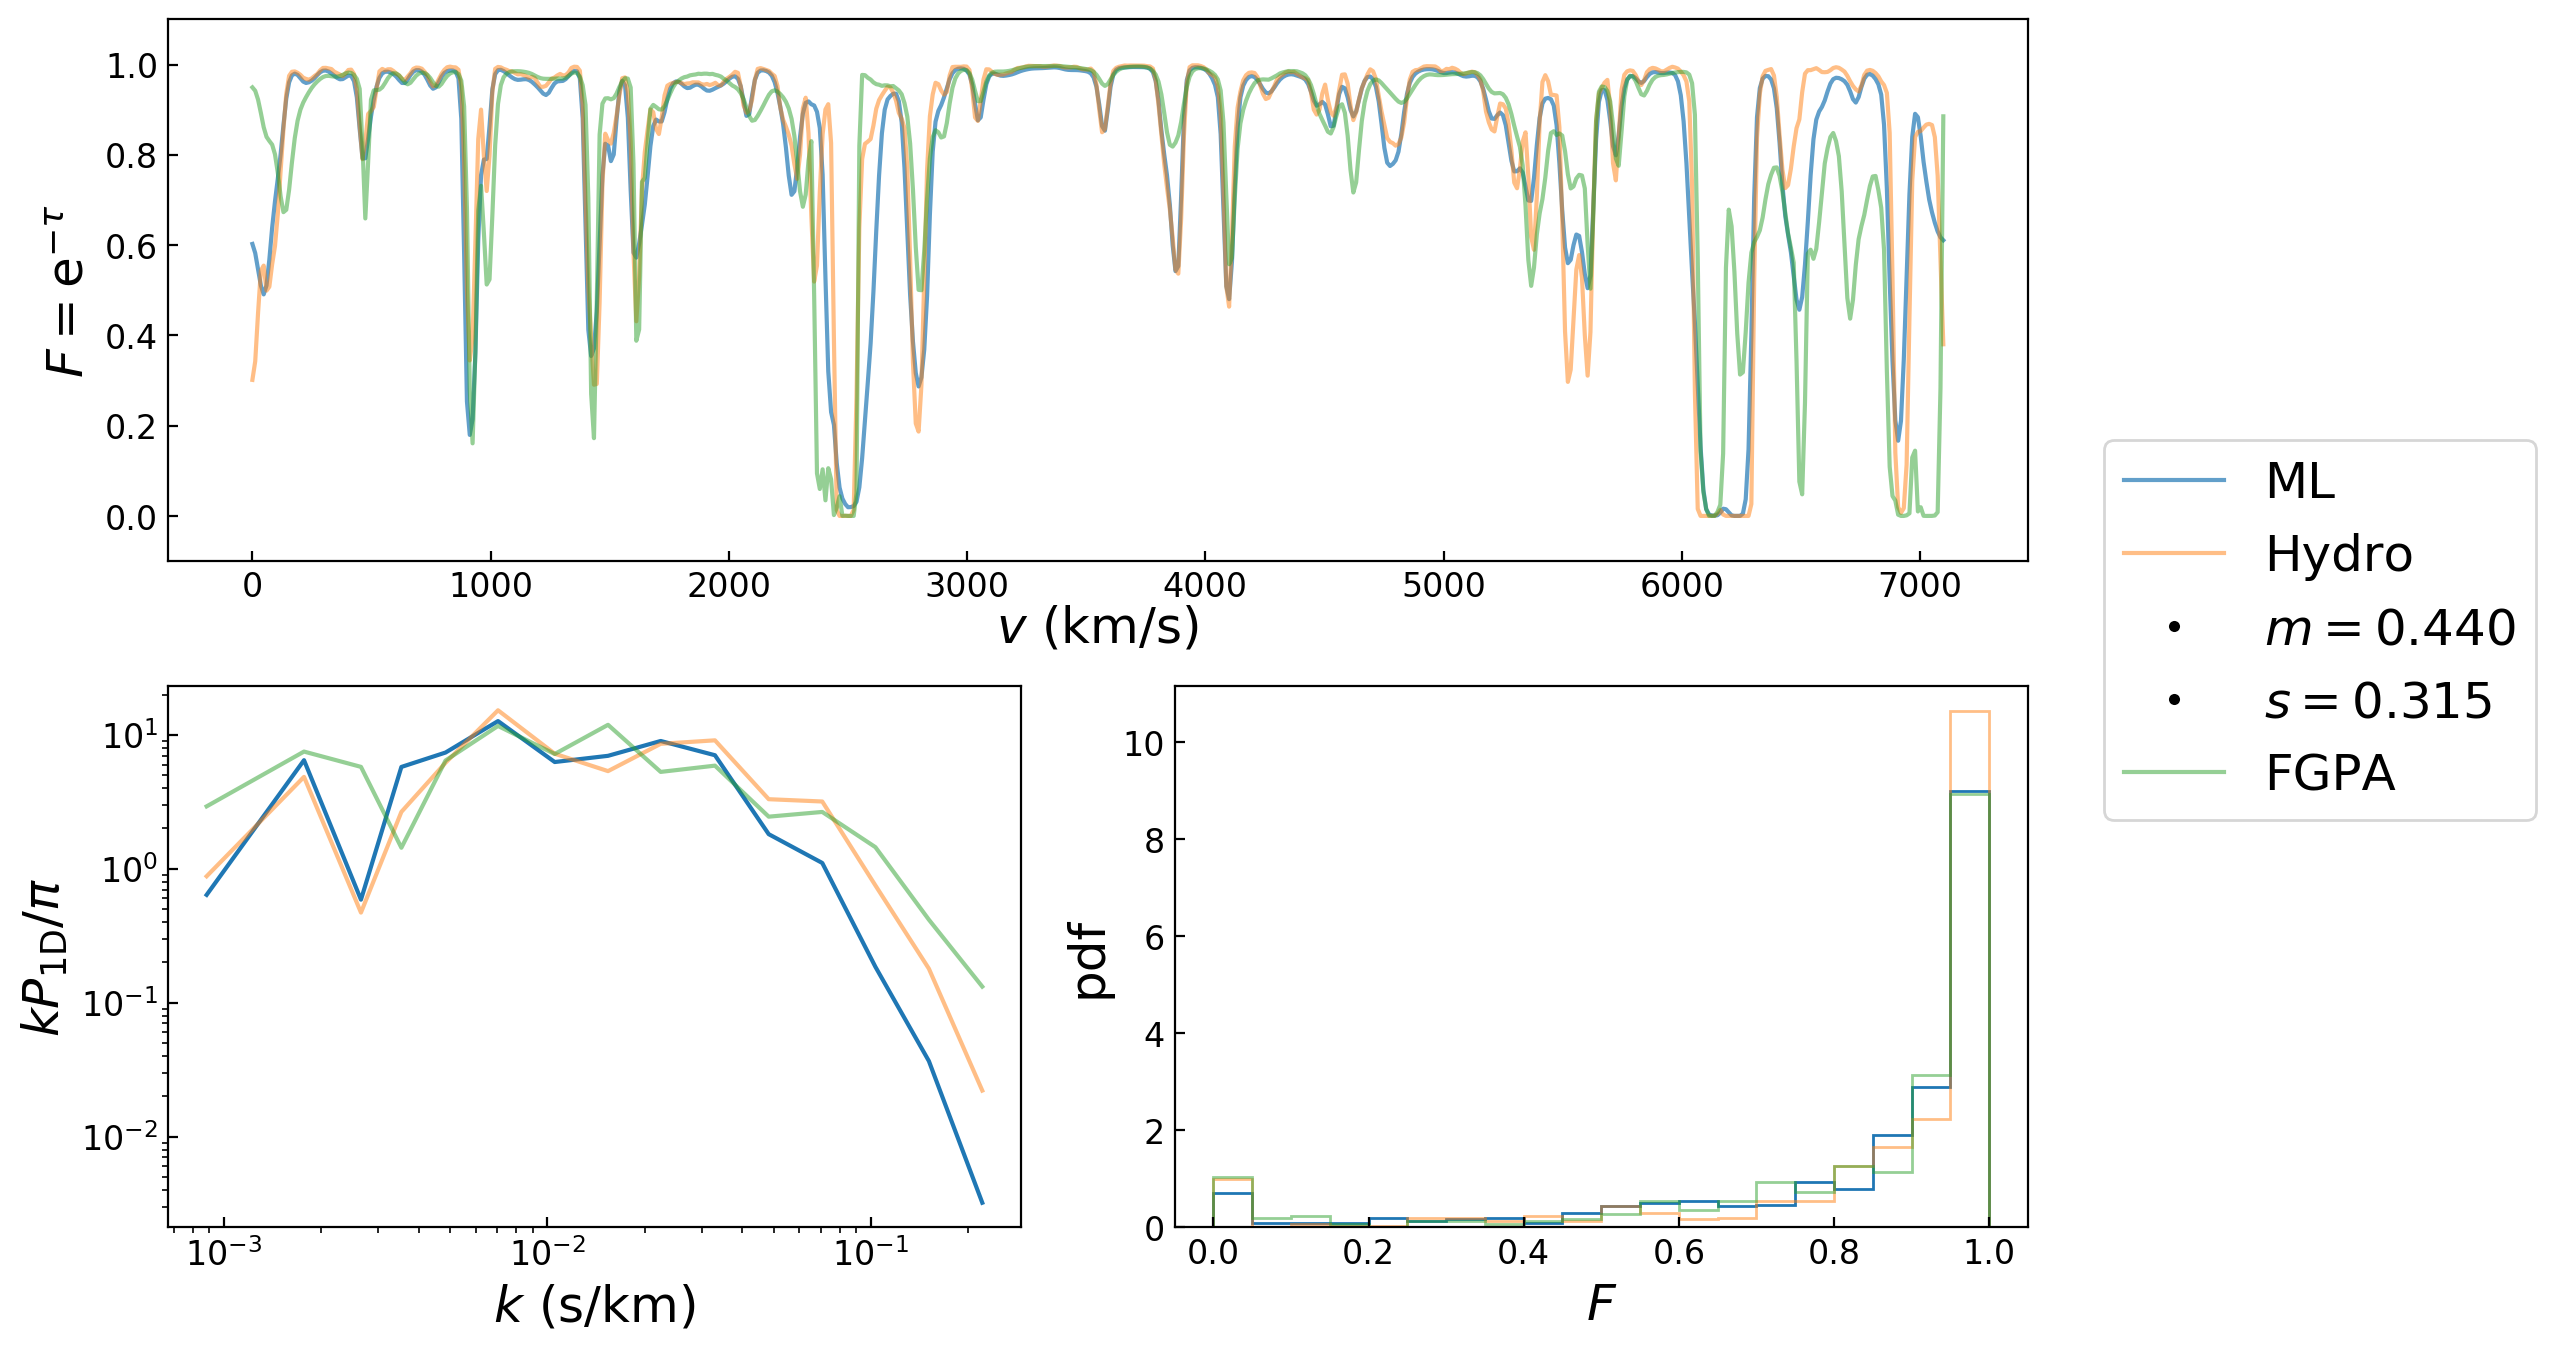 F = e^{-τ}
1.0
0.8
0.6
0.4
0.2
0.0
0 1000 2000 3000 4000 5000 6000 7000
v (km/s)
ML
Hydro
• m = 0.440
• s = 0.315
FGPA
kP_{1D}/π
10^1
10^0
10^{-1}
10^{-2}
10^{-3} 10^{-2} 10^{-1}
k (s/km)
pdf
10
8
6
4
2
0
0.0 0.2 0.4 0.6 0.8 1.0
F